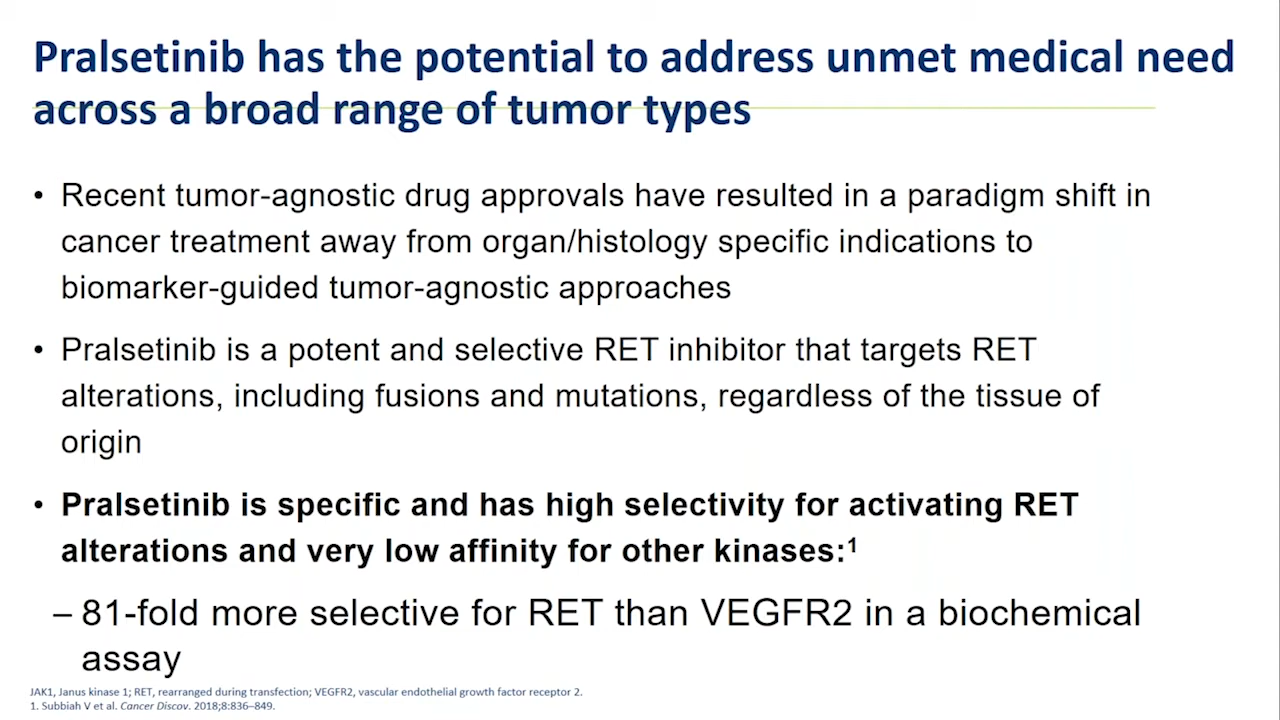 Pralsetinib has the potential to address unmet medical need
across a broad range of tumor types
• Recent tumor-agnostic drug approvals have resulted in a paradigm shift in
cancer treatment away from organ/histology specific indications to
biomarker-guided tumor-agnostic approaches
• Pralsetinib is a potent and selective RET inhibitor that targets RET
alterations, including fusions and mutations, regardless of the tissue of
origin
• Pralsetinib is specific and has high selectivity for activating RET
alterations and very low affinity for other kinases:¹
– 81-fold more selective for RET than VEGFR2 in a biochemical
assay
JAK1, Janus kinase 1; RET, rearranged during transfection; VEGFR2, vascular endothelial growth factor receptor 2.
1. Subbiah V et al. Cancer Discov. 2018;8:836–849.